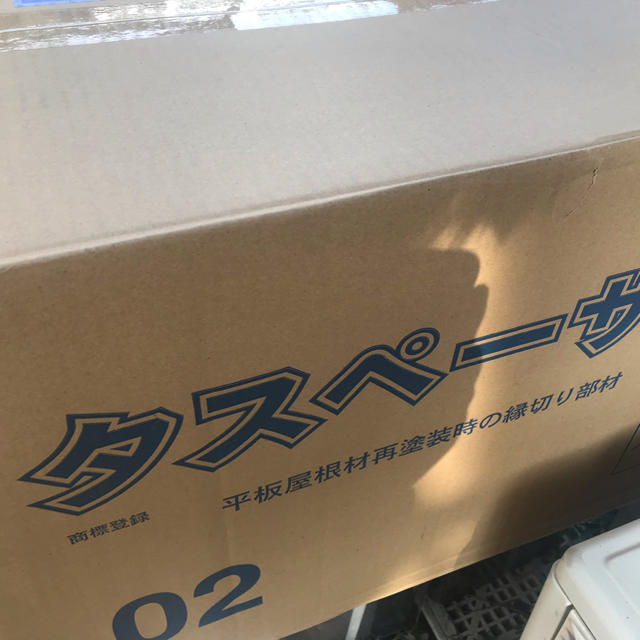 タスペーサ
平板屋根材再塗装時の縁切り部材
商標登録
02